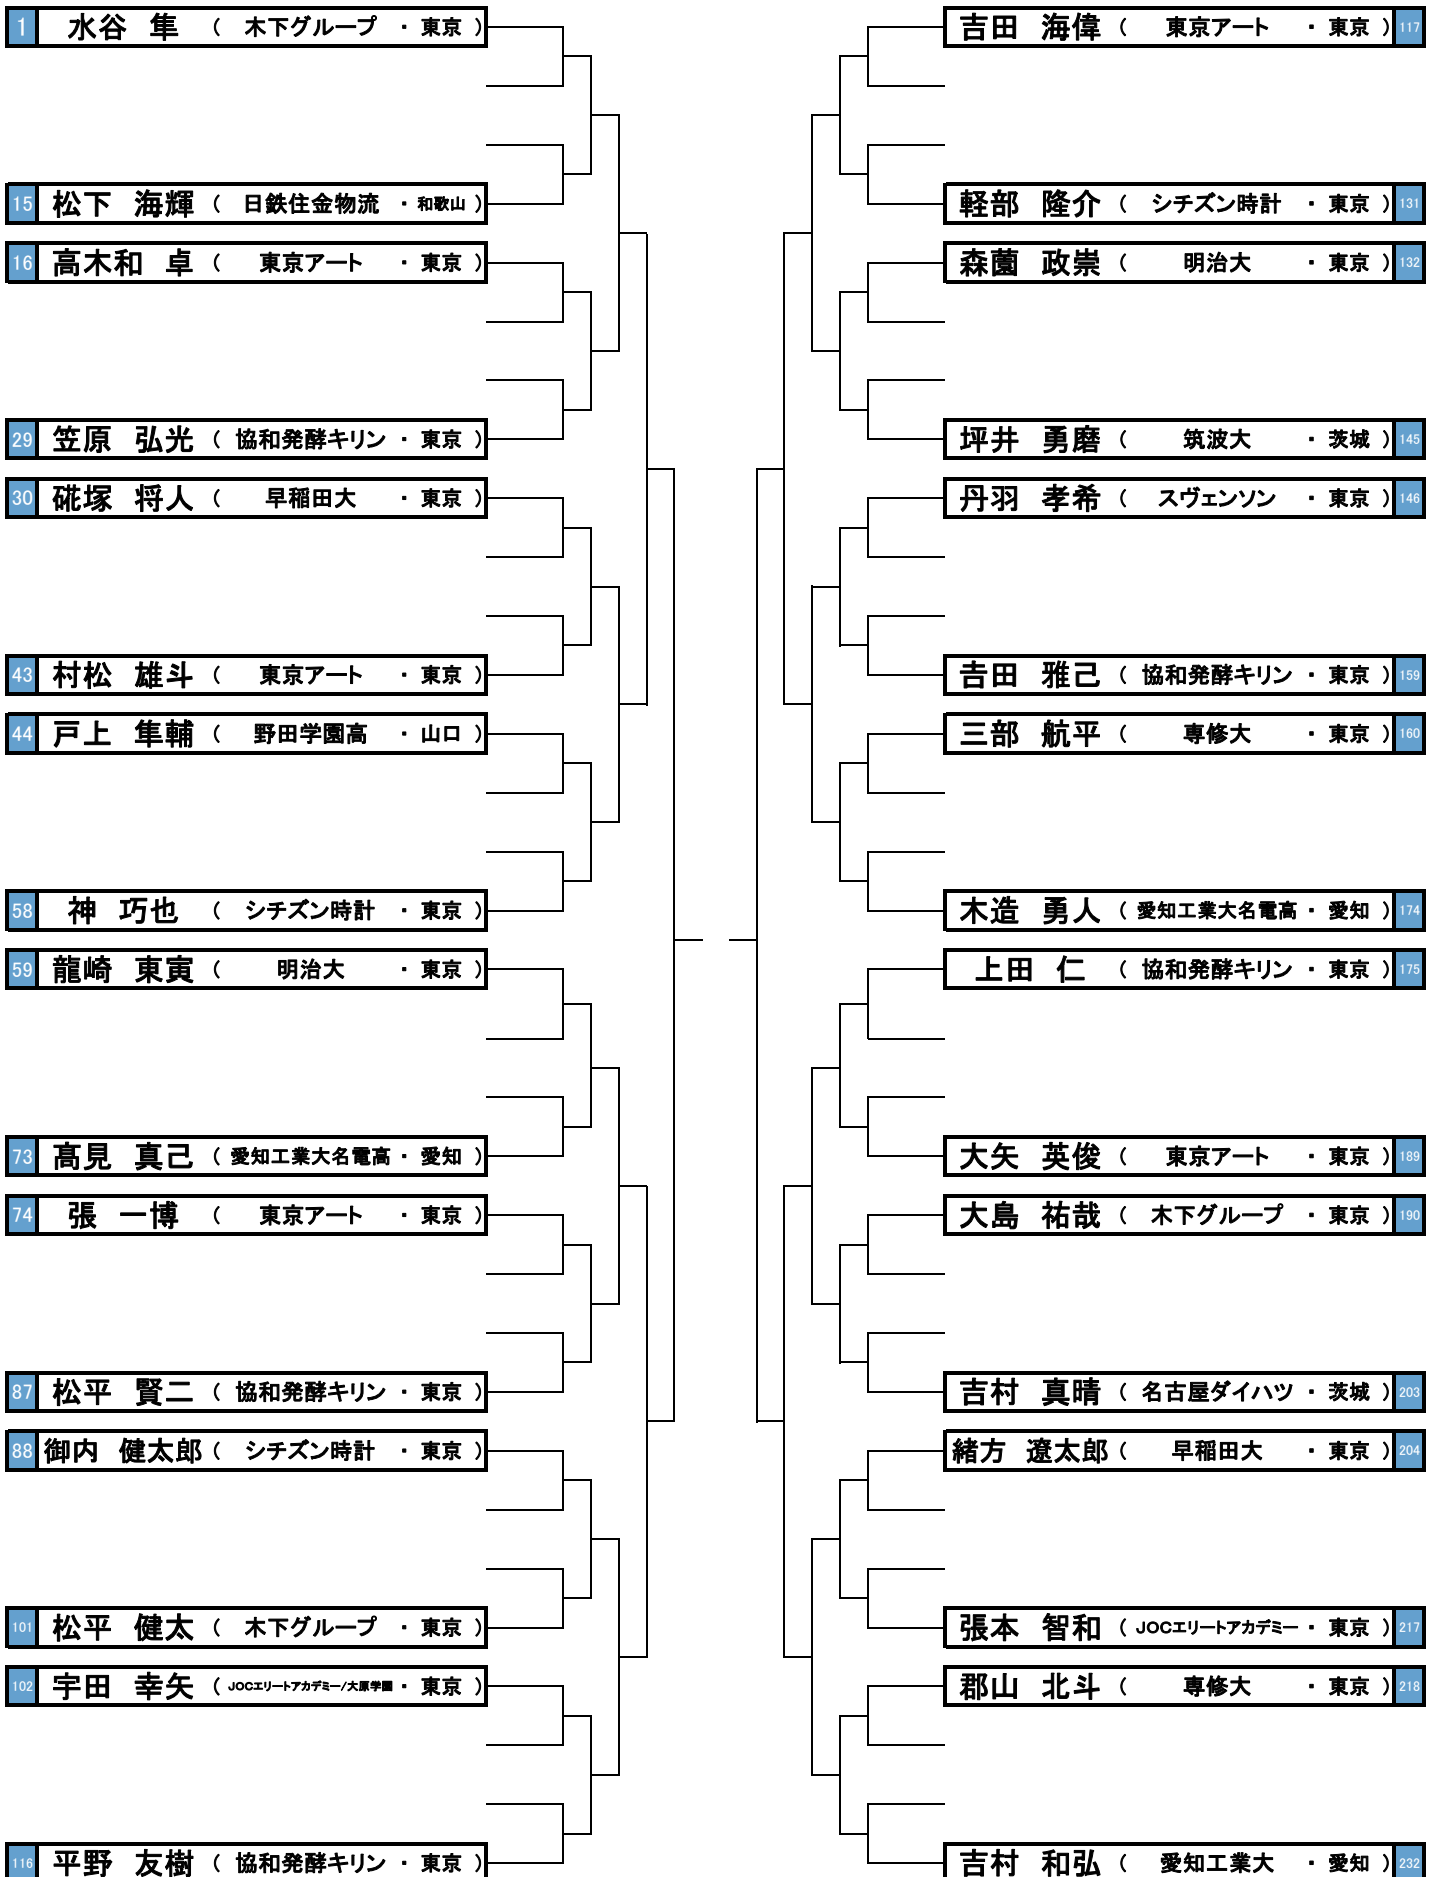 1 水谷 隼 ( 木下グループ ・ 東京 )
15 松下 海輝 ( 日鉄住金物流 ・ 和歌山 )
16 高木和 卓 ( 東京アート ・ 東京 )
29 笠原 弘光 ( 協和発酵キリン ・ 東京 )
30 硴塚 将人 ( 早稲田大 ・ 東京 )
43 村松 雄斗 ( 東京アート ・ 東京 )
44 戸上 隼輔 ( 野田学園高 ・ 山口 )
58 神 巧也 ( シチズン時計 ・ 東京 )
59 龍崎 東寅 ( 明治大 ・ 東京 )
73 髙見 真己 ( 愛知工業大名電高 ・ 愛知 )
74 張 一博 ( 東京アート ・ 東京 )
87 松平 賢二 ( 協和発酵キリン ・ 東京 )
88 御内 健太郎 ( シチズン時計 ・ 東京 )
101 松平 健太 ( 木下グループ ・ 東京 )
102 宇田 幸矢 ( JOCエリートアカデミー/大原学園 ・ 東京 )
116 平野 友樹 ( 協和発酵キリン ・ 東京 )
吉田 海偉 ( 東京アート ・ 東京 ) 117
軽部 隆介 ( シチズン時計 ・ 東京 ) 131
森薗 政崇 ( 明治大 ・ 東京 ) 132
坪井 勇磨 ( 筑波大 ・ 茨城 ) 145
丹羽 孝希 ( スヴェンソン ・ 東京 ) 146
𠮷田 雅己 ( 協和発酵キリン ・ 東京 ) 159
三部 航平 ( 専修大 ・ 東京 ) 160
木造 勇人 ( 愛知工業大名電高 ・ 愛知 ) 174
上田 仁 ( 協和発酵キリン ・ 東京 ) 175
大矢 英俊 ( 東京アート ・ 東京 ) 189
大島 祐哉 ( 木下グループ ・ 東京 ) 190
吉村 真晴 ( 名古屋ダイハツ ・ 茨城 ) 203
緒方 遼太郎 ( 早稲田大 ・ 東京 ) 204
張本 智和 ( JOCエリートアカデミー ・ 東京 ) 217
郡山 北斗 ( 専修大 ・ 東京 ) 218
吉村 和弘 ( 愛知工業大 ・ 愛知 ) 232